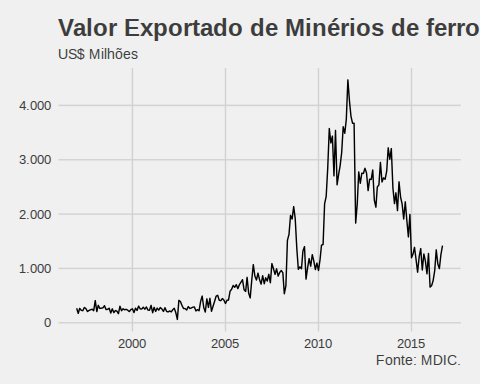 Valor Exportado de Minérios de ferro
US$ Milhões
4.000
3.000
2.000
1.000
0
2000 2005 2010 2015
Fonte: MDIC.